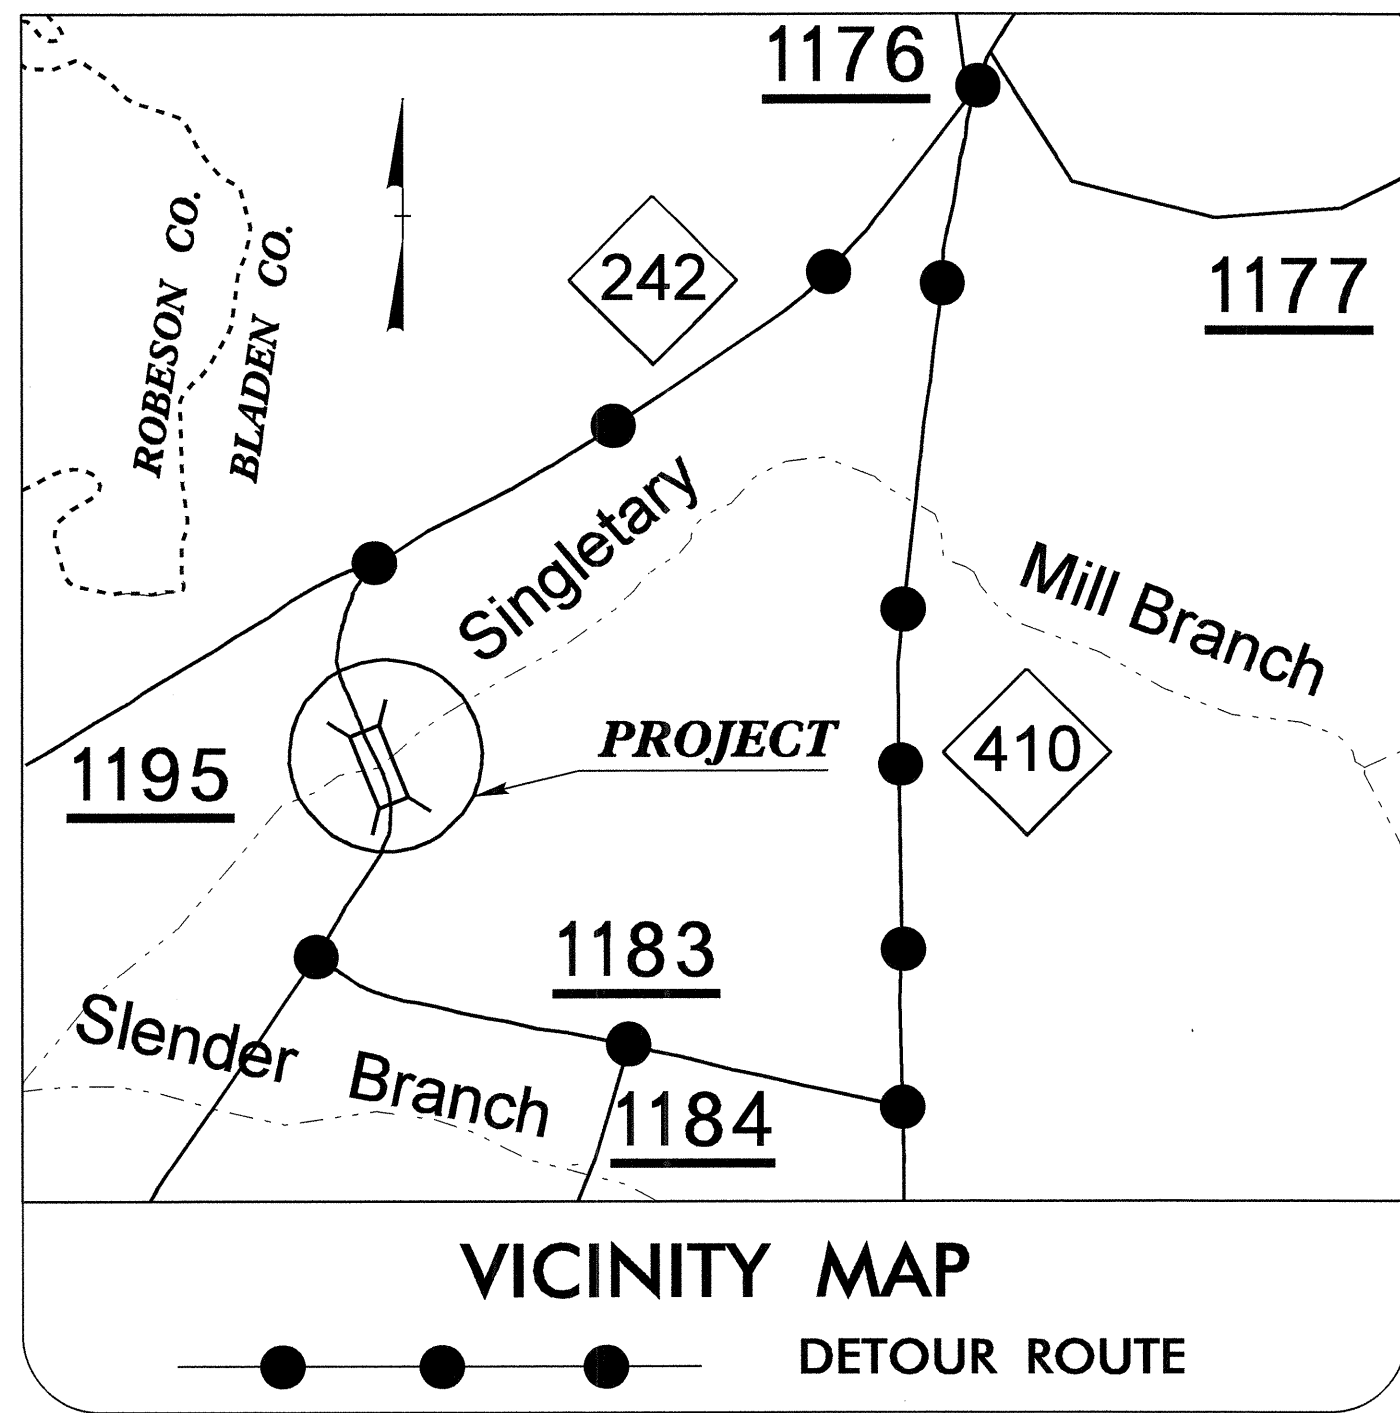 1176
242
1177
ROBESON CO.
BLADEN CO.
Singletary
Mill Branch
PROJECT
410
1195
1183
Slender Branch
1184
VICINITY MAP
DETOUR ROUTE